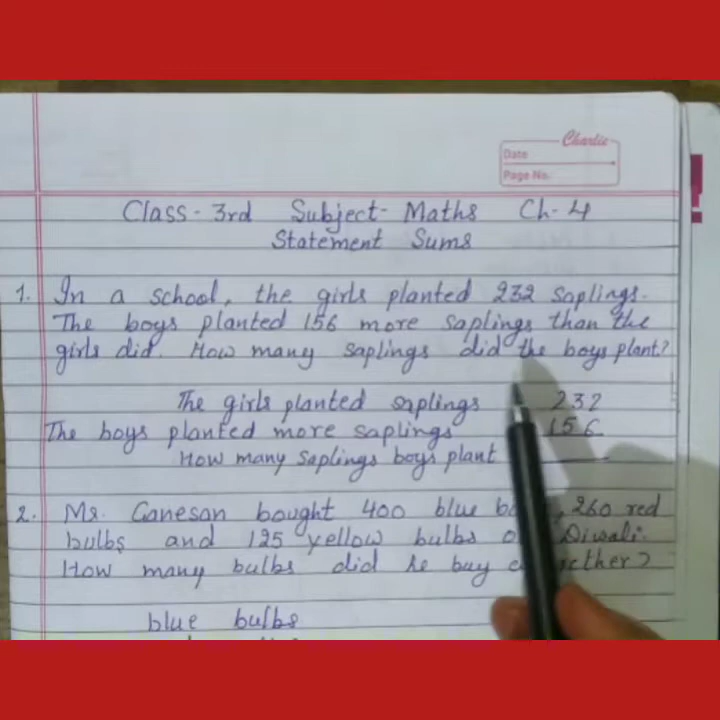 Charlie
Date
Page No.
Class - 3rd Subject - Maths Ch - 4
Statement Sums
1. In a school, the girls planted 232 saplings.
The boys planted 156 more saplings than the
girls did. How many saplings did the boys plant?
The girls planted saplings 232
The boys planted more saplings 156
How many saplings boys plant
2. Mr. Ganesan bought 400 blue , 260 red
bulbs and 125 yellow bulbs Diwali.
How many bulbs did he buy
blue bulbs